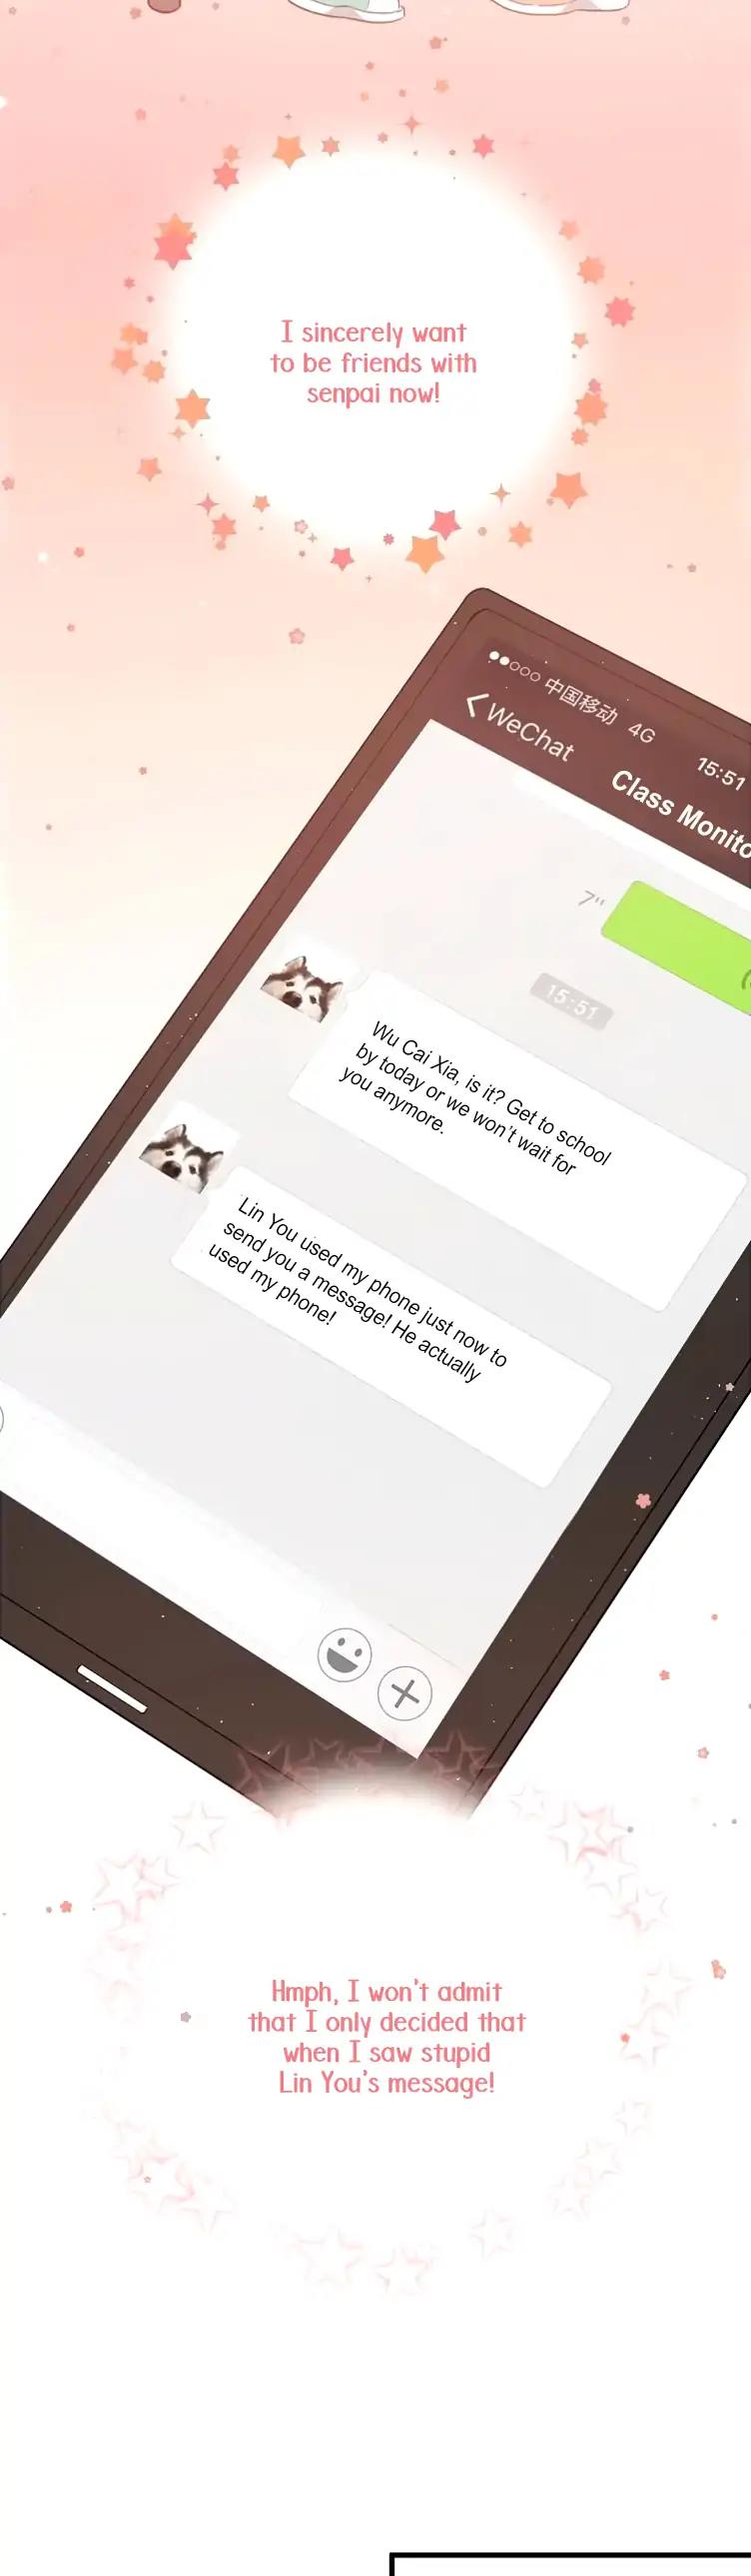 I sincerely want
to be friends with
senpai now!
中国移动 4G 15:51
WeChat
Class Monito
7"
15:51
Wu Cai Xia, is it? Get to school
by today or we won't wait for
you anymore.
Lin You used my phone just now to
send you a message! He actually
used my phone!
Hmph, I won't admit
that I only decided that
when I saw stupid
Lin You's message!